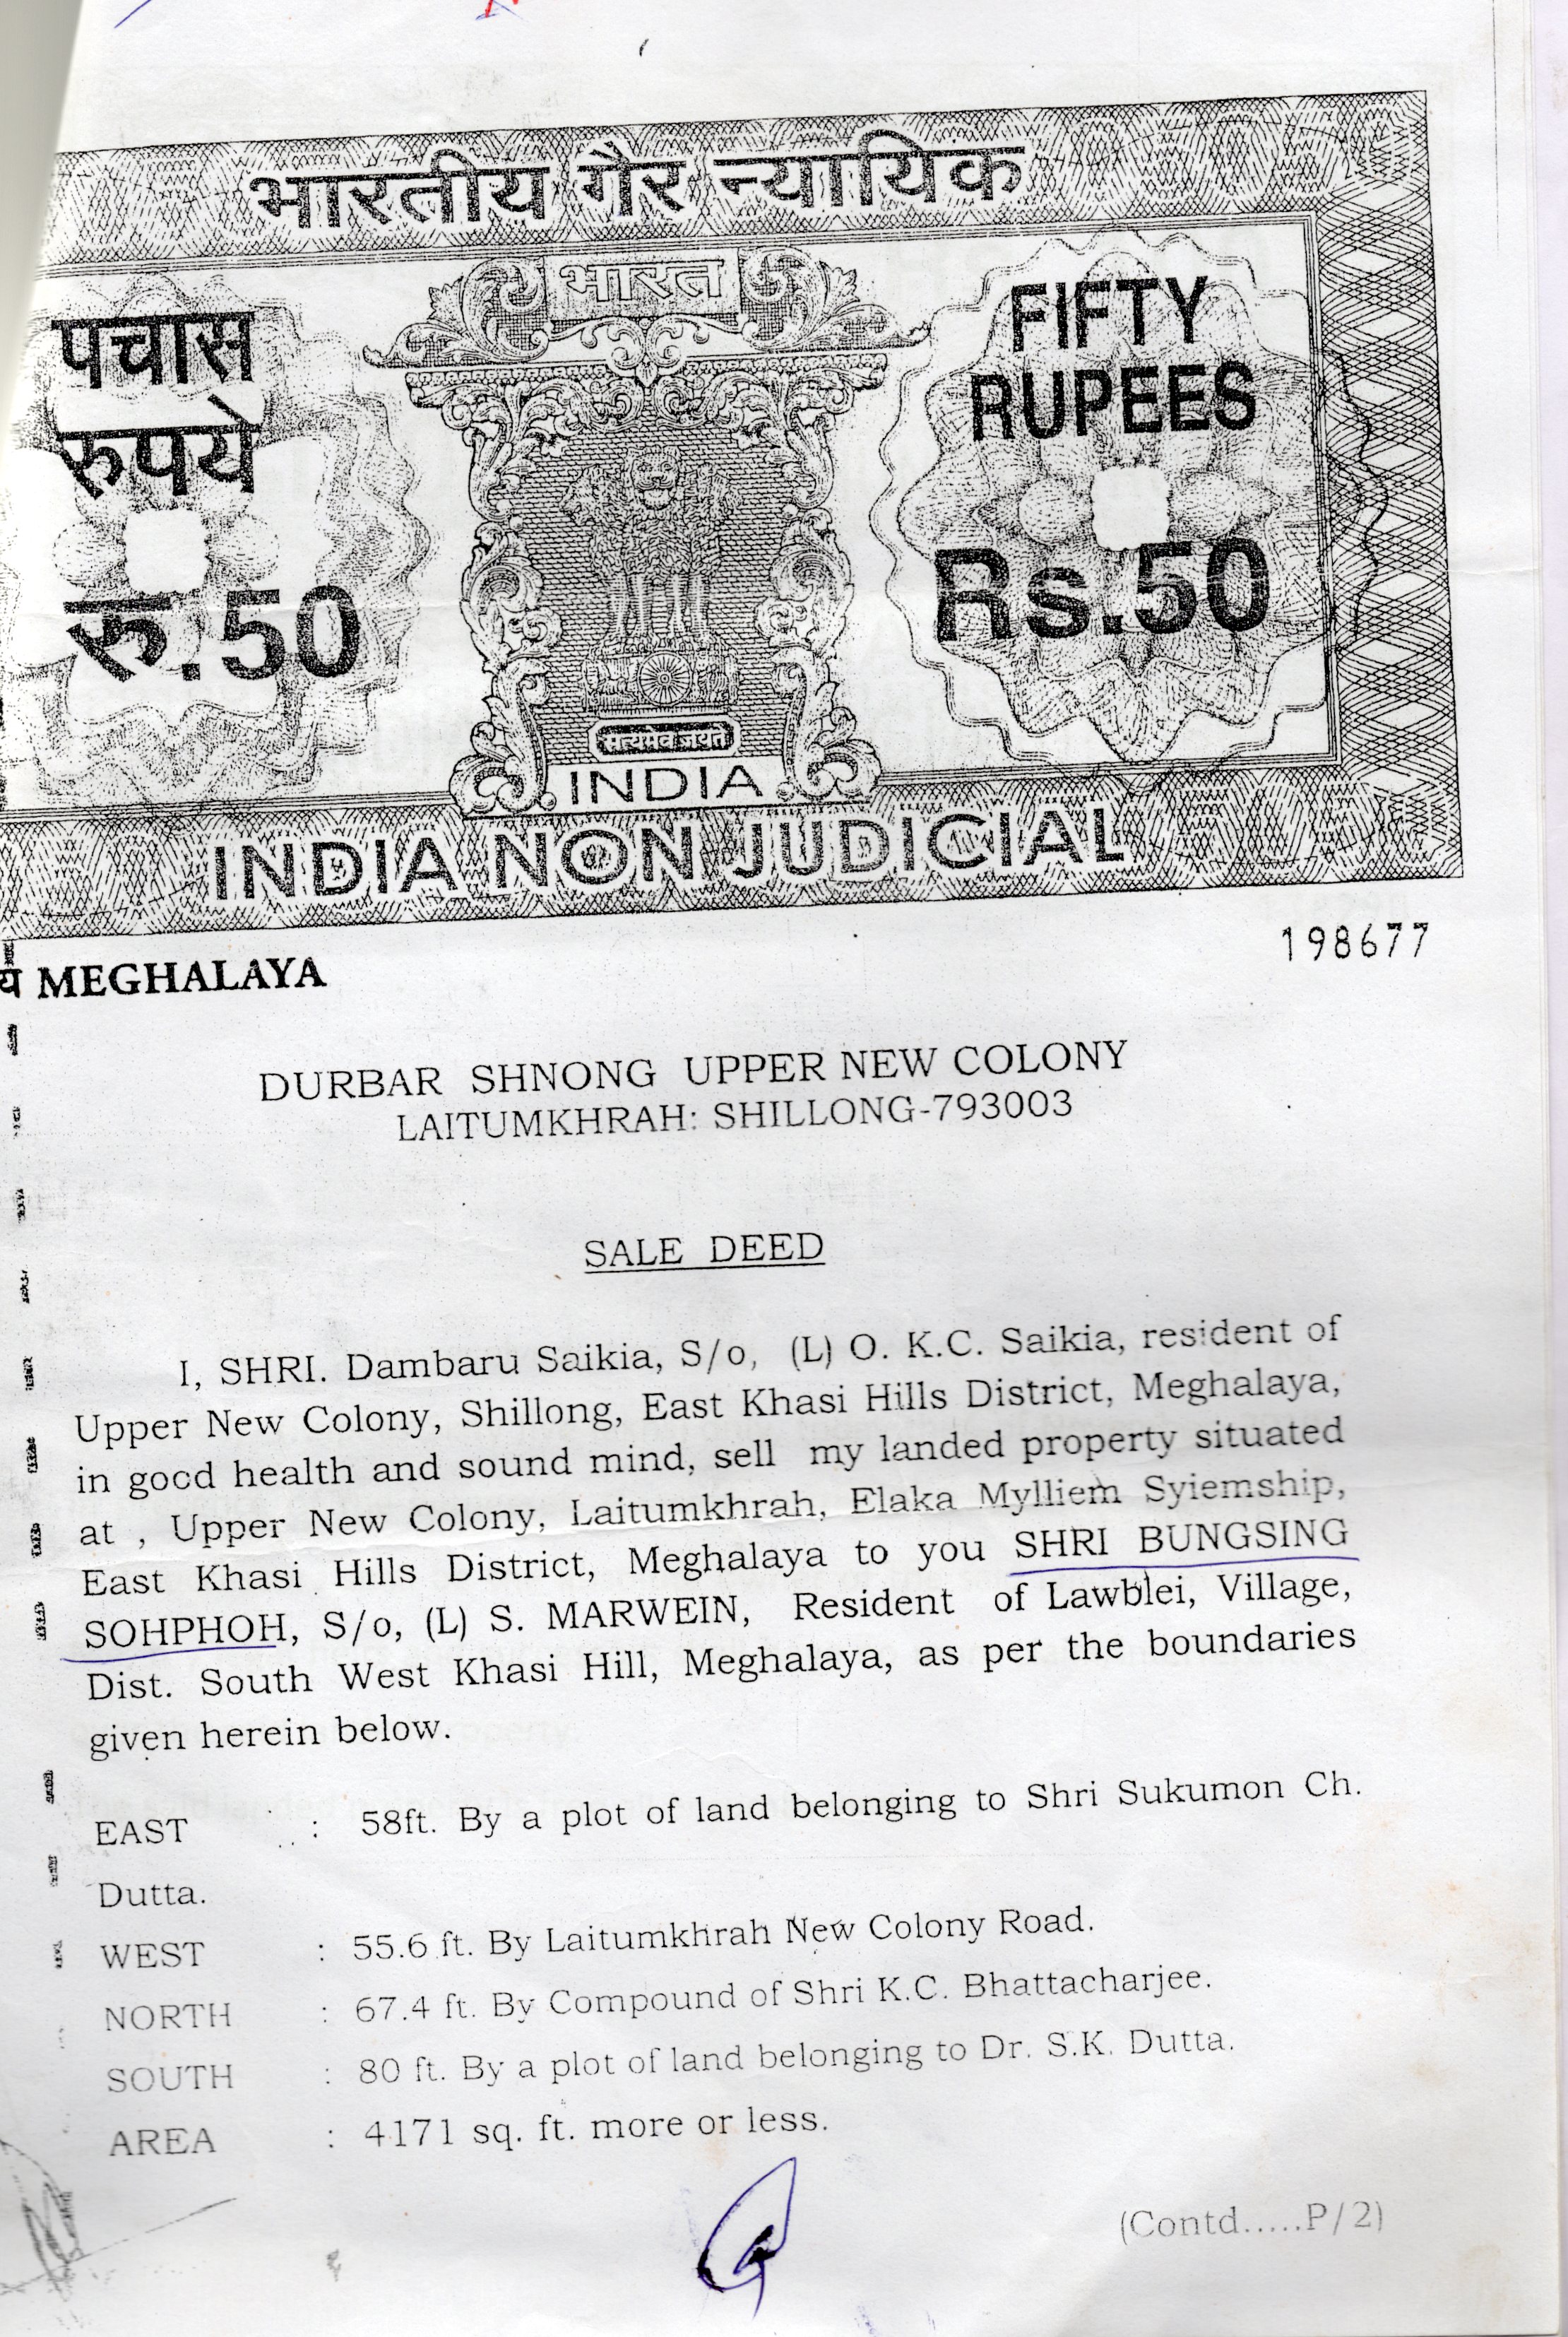 भारतीय गैर न्यायिक
भारत
पचास
रुपये
रु.50
FIFTY
RUPEES
Rs.50
सत्यमेव जयते
INDIA
INDIA NON JUDICIAL
198677
य MEGHALAYA
DURBAR SHNONG UPPER NEW COLONY
LAITUMKHRAH: SHILLONG-793003
SALE DEED
I, SHRI. Dambaru Saikia, S/o, (L) O. K.C. Saikia, resident of
Upper New Colony, Shillong, East Khasi Hills District, Meghalaya,
in gocd health and sound mind, sell my landed property situated
at , Upper New Colony, Laitumkhrah, Elaka Mylliem Syiemship,
East Khasi Hills District, Meghalaya to you SHRI BUNGSING
SOHPHOH, S/o, (L) S. MARWEIN, Resident of Lawblei, Village,
Dist. South West Khasi Hill, Meghalaya, as per the boundaries
given herein below.
EAST : 58ft. By a plot of land belonging to Shri Sukumon Ch.
Dutta.
WEST : 55.6 ft. By Laitumkhrah New Colony Road.
NORTH : 67.4 ft. By Compound of Shri K.C. Bhattacharjee.
SOUTH : 80 ft. By a plot of land belonging to Dr. S.K. Dutta.
AREA : 4171 sq. ft. more or less.
(Contd.....P/2)